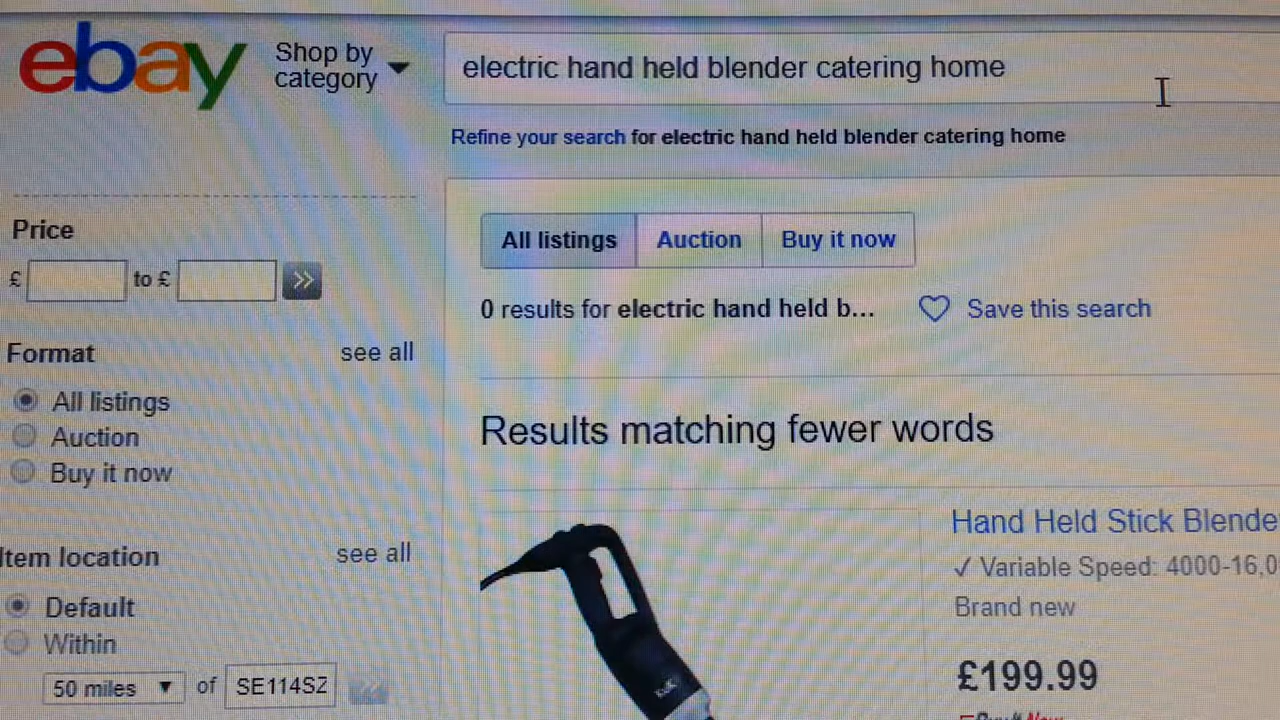 ebay
Shop by
category
electric hand held blender catering home
Refine your search for electric hand held blender catering home
Price
£ to £
Format see all
All listings
Auction
Buy it now
Item location see all
Default
Within
50 miles of SE114SZ
All listings Auction Buy it now
0 results for electric hand held b... Save this search
Results matching fewer words
Hand Held Stick Blende
✓ Variable Speed: 4000-16,0
Brand new
£199.99